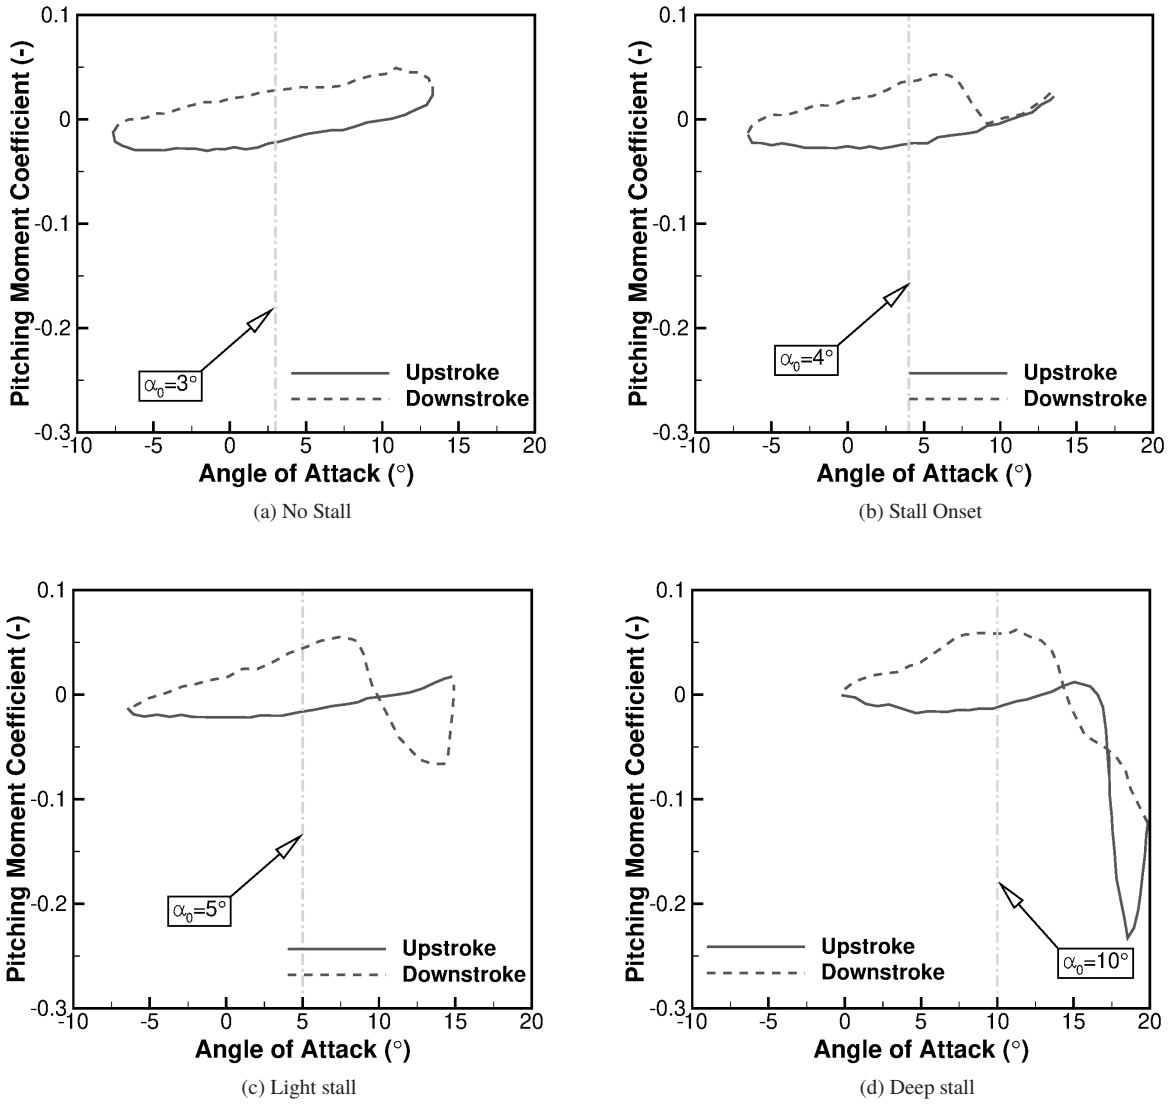 Pitching Moment Coefficient (-)
0.1
0
-0.1
-0.2
-0.3
α₀=3°
Upstroke
Downstroke
-10 -5 0 5 10 15 20
Angle of Attack (°)
(a) No Stall
Pitching Moment Coefficient (-)
0.1
0
-0.1
-0.2
-0.3
α₀=4°
Upstroke
Downstroke
-10 -5 0 5 10 15 20
Angle of Attack (°)
(b) Stall Onset
Pitching Moment Coefficient (-)
0.1
0
-0.1
-0.2
-0.3
α₀=5°
Upstroke
Downstroke
-10 -5 0 5 10 15 20
Angle of Attack (°)
(c) Light stall
Pitching Moment Coefficient (-)
0.1
0
-0.1
-0.2
-0.3
α₀=10°
Upstroke
Downstroke
-10 -5 0 5 10 15 20
Angle of Attack (°)
(d) Deep stall